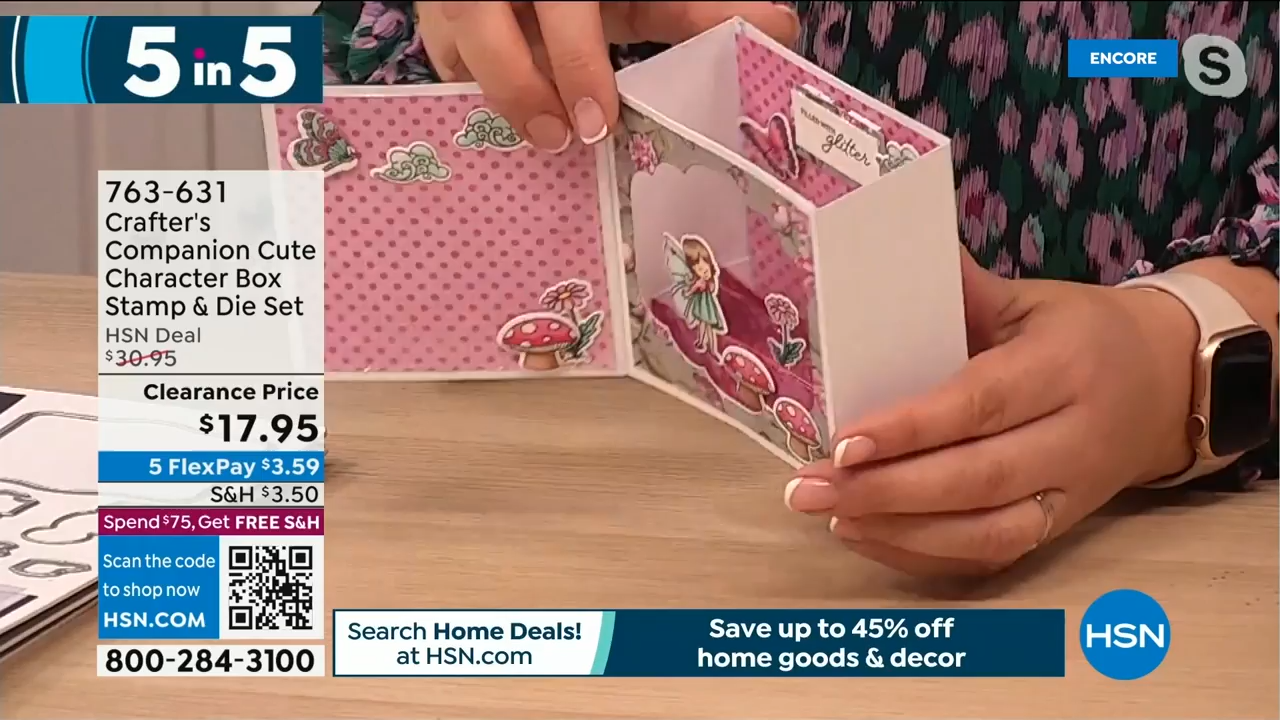 5 in 5
ENCORE
S
FILLED WITH
glitter
763-631
Crafter's
Companion Cute
Character Box
Stamp & Die Set
HSN Deal
$30.95
Clearance Price
$17.95
5 FlexPay $3.59
S&H $3.50
Spend $75, Get FREE S&H
Scan the code
to shop now
HSN.COM
800-284-3100
Search Home Deals!
at HSN.com
Save up to 45% off
home goods & decor
HSN